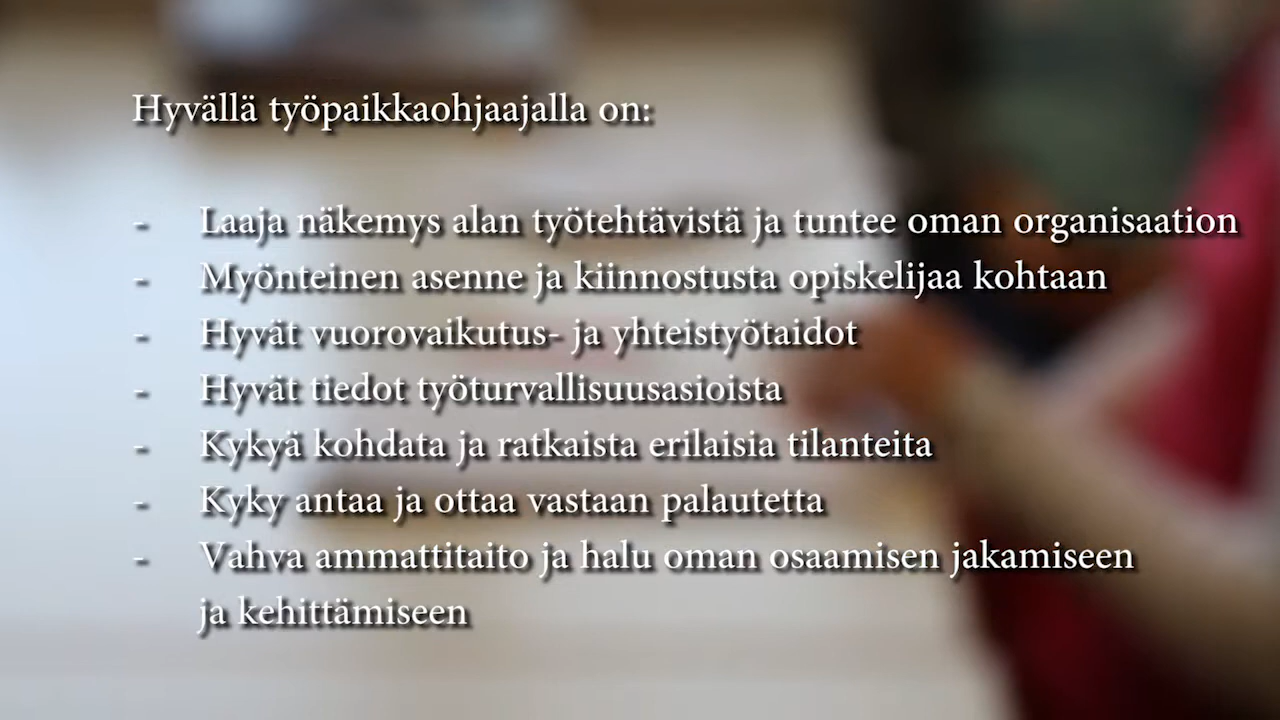 Hyvällä työpaikkaohjaajalla on:
- Laaja näkemys alan työtehtävistä ja tuntee oman organisaation
- Myönteinen asenne ja kiinnostusta opiskelijaa kohtaan
- Hyvät vuorovaikutus- ja yhteistyötaidot
- Hyvät tiedot työturvallisuusasioista
- Kykyä kohdata ja ratkaista erilaisia tilanteita
- Kyky antaa ja ottaa vastaan palautetta
- Vahva ammattitaito ja halu oman osaamisen jakamiseen
ja kehittämiseen